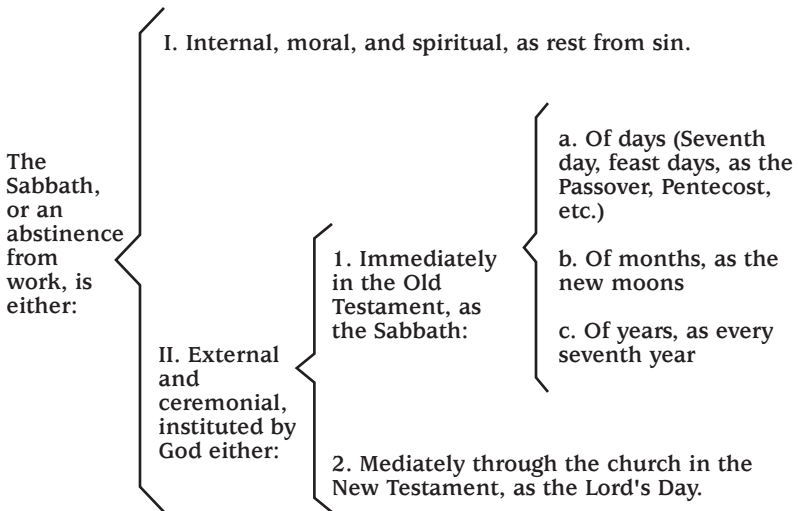 The
Sabbath,
or an
abstinence
from
work, is
either:
I. Internal, moral, and spiritual, as rest from sin.
II. External
and
ceremonial,
instituted by
God either:
1. Immediately
in the Old
Testament, as
the Sabbath:
a. Of days (Seventh
day, feast days, as the
Passover, Pentecost,
etc.)
b. Of months, as the
new moons
c. Of years, as every
seventh year
2. Mediately through the church in the
New Testament, as the Lord's Day.